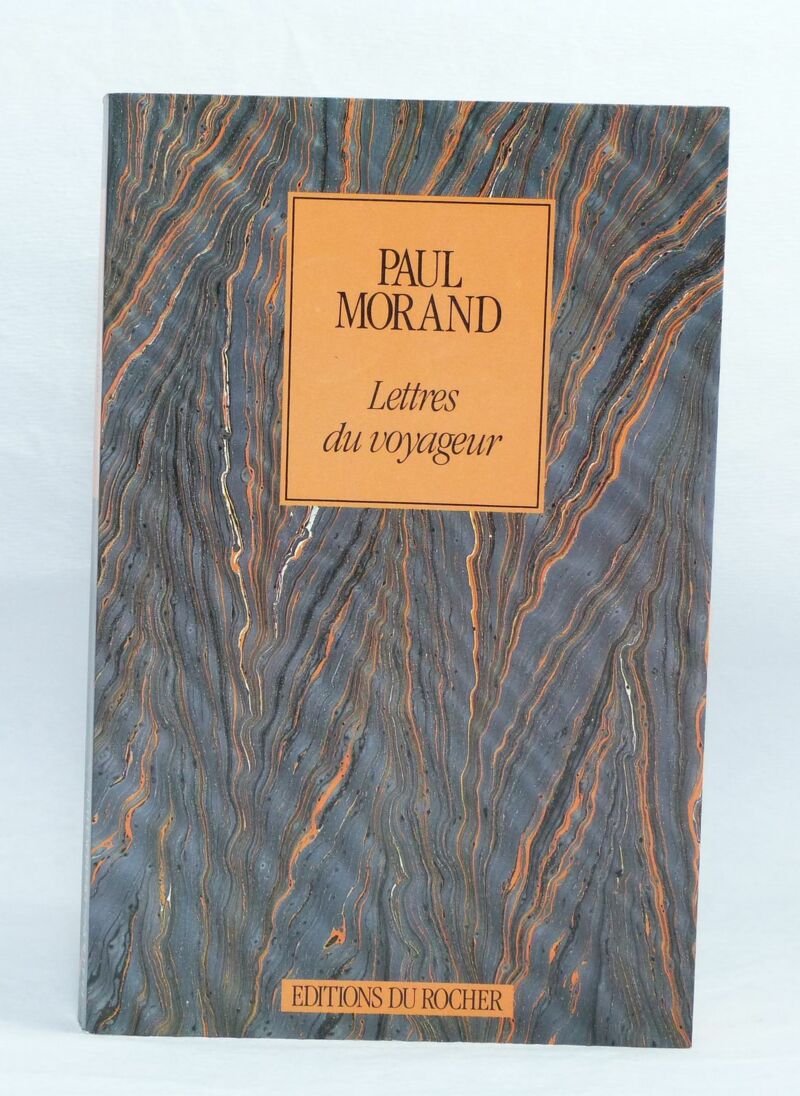 PAUL
MORAND
Lettres
du voyageur
EDITIONS DU ROCHER